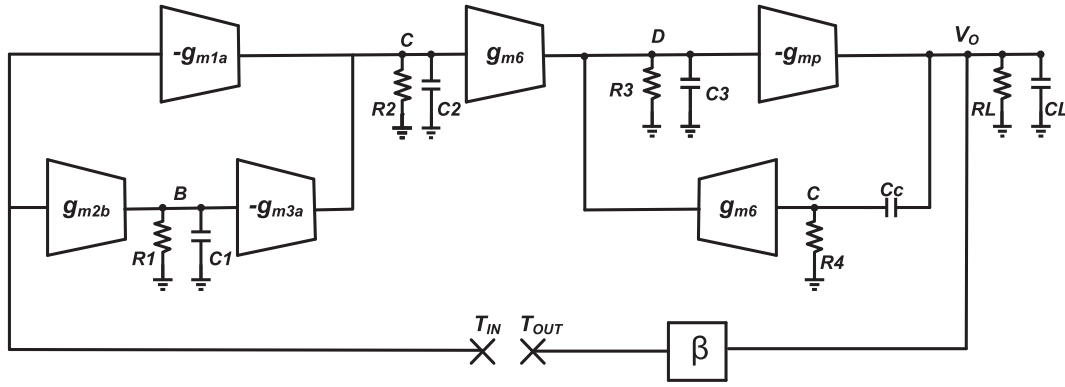 -gm1a
C
R2
C2
gm6
D
R3
C3
-gmp
VO
RL
CL
gm2b
B
R1
C1
-gm3a
gm6
C
R4
Cc
TIN
TOUT
β